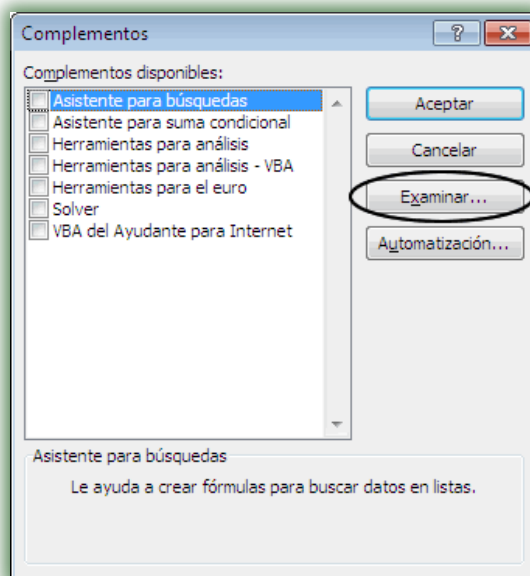 Complementos
Complementos disponibles:
Asistente para búsquedas
Asistente para suma condicional
Herramientas para análisis
Herramientas para análisis - VBA
Herramientas para el euro
Solver
VBA del Ayudante para Internet
Aceptar
Cancelar
Examinar...
Automatización...
Asistente para búsquedas
Le ayuda a crear fórmulas para buscar datos en listas.